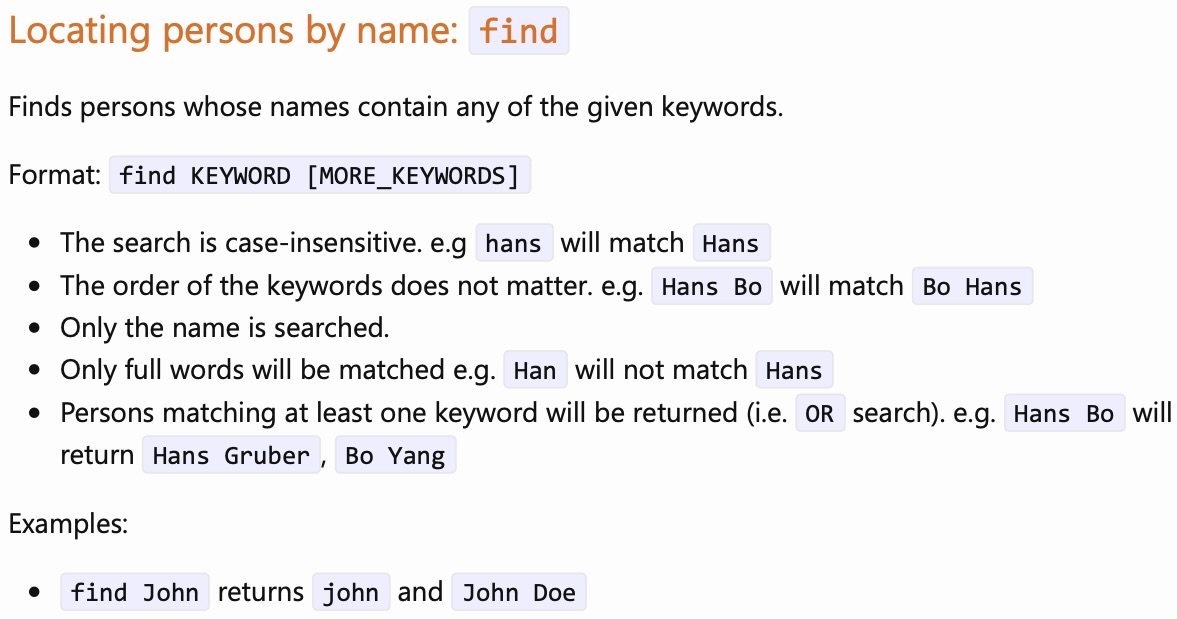 Locating persons by name: find
Finds persons whose names contain any of the given keywords.
Format: find KEYWORD [MORE_KEYWORDS]
• The search is case-insensitive. e.g hans will match Hans
• The order of the keywords does not matter. e.g. Hans Bo will match Bo Hans
• Only the name is searched.
• Only full words will be matched e.g. Han will not match Hans
• Persons matching at least one keyword will be returned (i.e. OR search). e.g. Hans Bo will
return Hans Gruber, Bo Yang
Examples:
• find John returns john and John Doe